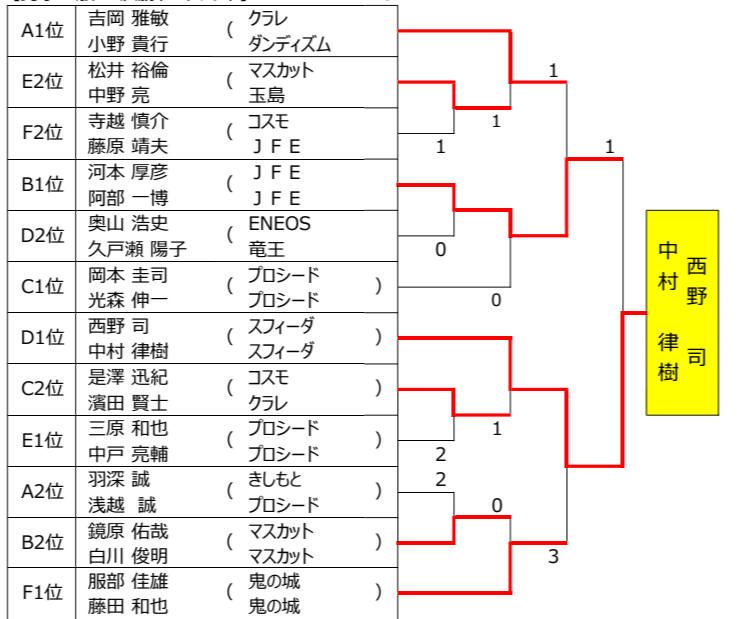 A1位 吉岡 雅敏 ( クラレ
小野 貴行 ダンディズム
E2位 松井 裕倫 ( マスカット
中野 亮 玉島
F2位 寺越 慎介 ( コスモ
藤原 靖夫 ＪＦＥ
B1位 河本 厚彦 ( ＪＦＥ
阿部 一博 ＪＦＥ
D2位 奥山 浩史 ( ENEOS
久戸瀬 陽子 竜王
C1位 岡本 圭司 ( プロシード )
光森 伸一 プロシード
D1位 西野 司 ( スフィーダ )
中村 律樹 スフィーダ
C2位 是澤 迅紀 ( コスモ )
濱田 賢士 クラレ
E1位 三原 和也 ( プロシード )
中戸 亮輔 プロシード
A2位 羽深 誠 ( きしもと )
浅越 誠 プロシード
B2位 鏡原 佑哉 ( マスカット )
白川 俊明 マスカット
F1位 服部 佳雄 ( 鬼の城 )
藤田 和也 鬼の城
1
1
1
1
0
0
1
2
2
0
3
西野 司
中村 律樹